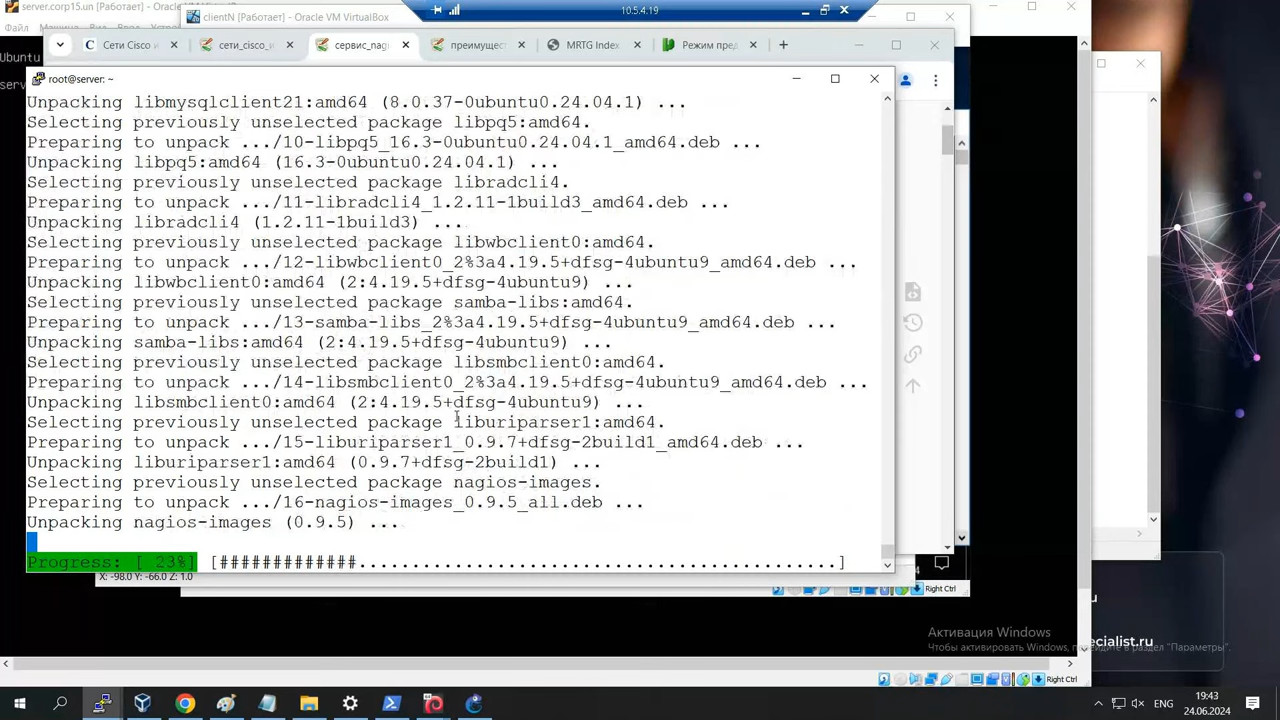 server.corp15.un [Работает] - Oracle VM VirtualBox
clientN [Работает] - Oracle VM VirtualBox
10.5.4.19
Файл
Ubuntu
Сети Cisco и
сети_cisco_
сервис_nagi
преимущест
MRTG Index
Режим пред
root@server: ~
Unpacking libmysqlclient21:amd64 (8.0.37-0ubuntu0.24.04.1) ...
Selecting previously unselected package libpq5:amd64.
Preparing to unpack .../10-libpq5_16.3-0ubuntu0.24.04.1_amd64.deb ...
Unpacking libpq5:amd64 (16.3-0ubuntu0.24.04.1) ...
Selecting previously unselected package libradcli4.
Preparing to unpack .../11-libradcli4_1.2.11-1build3_amd64.deb ...
Unpacking libradcli4 (1.2.11-1build3) ...
Selecting previously unselected package libwbclient0:amd64.
Preparing to unpack .../12-libwbclient0_2%3a4.19.5+dfsg-4ubuntu9_amd64.deb ...
Unpacking libwbclient0:amd64 (2:4.19.5+dfsg-4ubuntu9) ...
Selecting previously unselected package samba-libs:amd64.
Preparing to unpack .../13-samba-libs_2%3a4.19.5+dfsg-4ubuntu9_amd64.deb ...
Unpacking samba-libs:amd64 (2:4.19.5+dfsg-4ubuntu9) ...
Selecting previously unselected package libsmbclient0:amd64.
Preparing to unpack .../14-libsmbclient0_2%3a4.19.5+dfsg-4ubuntu9_amd64.deb ...
Unpacking libsmbclient0:amd64 (2:4.19.5+dfsg-4ubuntu9) ...
Selecting previously unselected package liburiparser1:amd64.
Preparing to unpack .../15-liburiparser1_0.9.7+dfsg-2build1_amd64.deb ...
Unpacking liburiparser1:amd64 (0.9.7+dfsg-2build1) ...
Selecting previously unselected package nagios-images.
Preparing to unpack .../16-nagios-images_0.9.5_all.deb ...
Unpacking nagios-images (0.9.5) ...
Progress: [ 23%] [#############.............................................]
X: -98.0 Y: -66.0 Z: 1.0
Right Ctrl
Активация Windows
Чтобы активировать Windows, перейдите в раздел "Параметры".
ecialist.ru
Right Ctrl
ENG
19:43
24.06.2024